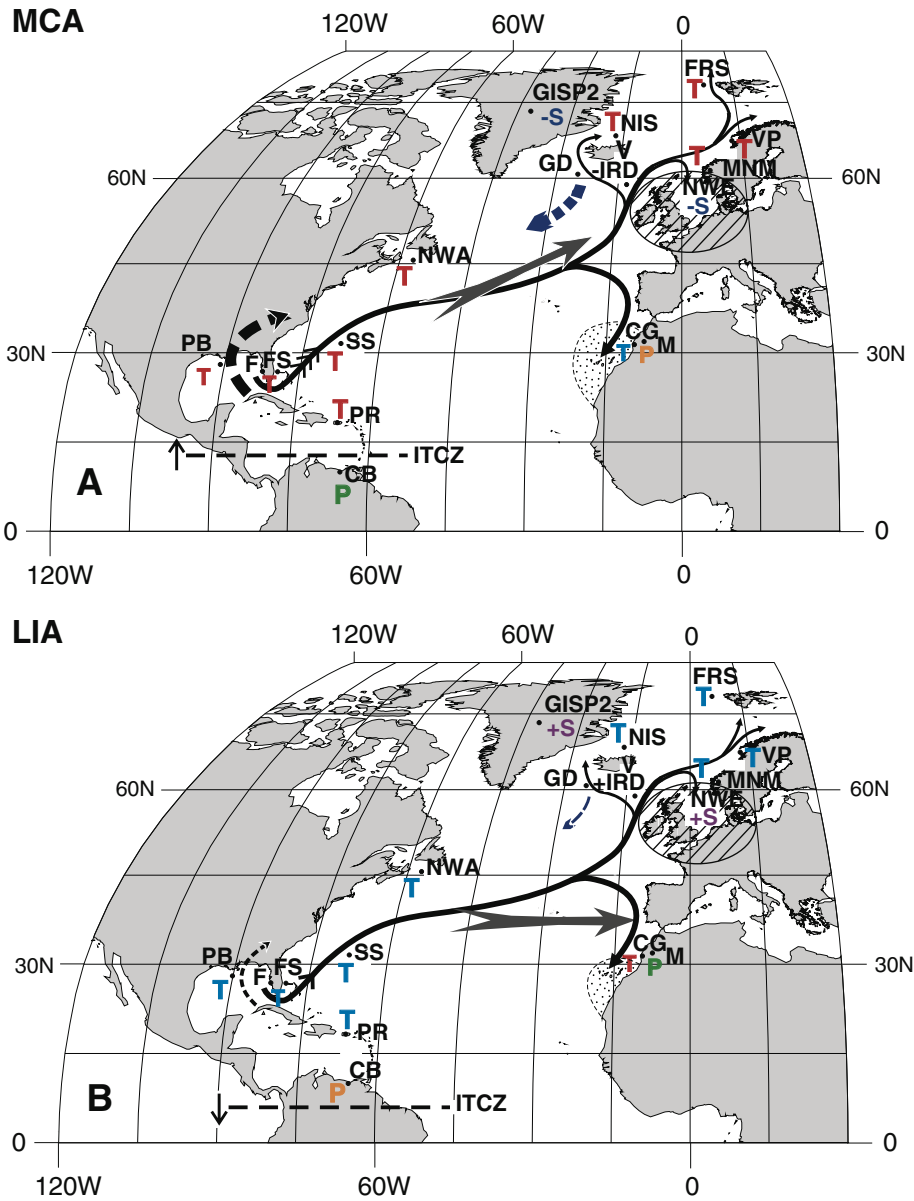 MCA
120W 60W 0
FRS
T
GISP2
-S
T NIS
V
T
T VP
GD -IRD
MNM
60N NWE 60N
-S
NWA
T
PB
SS
CG
F FS
M
30N T P 30N
T
T
T
T PR
ITCZ
CB
A
P
0 0
120W 60W 0
LIA
120W 60W 0
FRS
T
GISP2
+S
T NIS
V
T
T VP
GD +IRD
MNM
60N NWE 60N
+S
NWA
T
PB
SS
CG
F FS
M
30N T P 30N
T
T
T
T
PR
CB
P
B
ITCZ
0 0
120W 60W 0